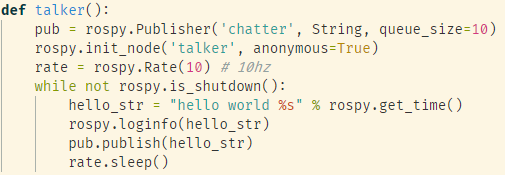 def talker():
    pub = rospy.Publisher('chatter', String, queue_size=10)
    rospy.init_node('talker', anonymous=True)
    rate = rospy.Rate(10) # 10hz
    while not rospy.is_shutdown():
        hello_str = "hello world %s" % rospy.get_time()
        rospy.loginfo(hello_str)
        pub.publish(hello_str)
        rate.sleep()